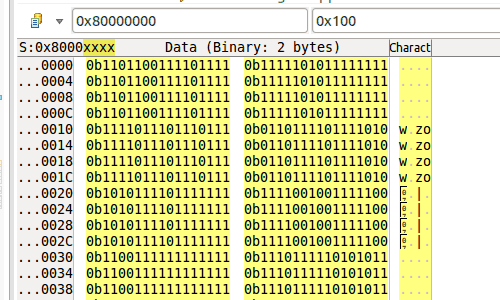 0x80000000 0x100
S:0x8000xxxx Data (Binary: 2 bytes) Charact
...0000 0b1101100111101111 0b1111101011111111 ....
...0004 0b1101100111101111 0b1111101011111111 ....
...0008 0b1101100111101111 0b1111101011111111 ....
...000C 0b1101100111101111 0b1111101011111111 ....
...0010 0b1111011101110111 0b0110111101111010 w.zo
...0014 0b1111011101110111 0b0110111101111010 w.zo
...0018 0b1111011101110111 0b0110111101111010 w.zo
...001C 0b1111011101110111 0b0110111101111010 w.zo
...0020 0b1010111101111111 0b1111001001111100 .|.
...0024 0b1010111101111111 0b1111001001111100 .|.
...0028 0b1010111101111111 0b1111001001111100 .|.
...002C 0b1010111101111111 0b1111001001111100 .|.
...0030 0b1100111111111111 0b1110111110101011 ....
...0034 0b1100111111111111 0b1110111110101011 ....
...0038 0b1100111111111111 0b1110111110101011 ....